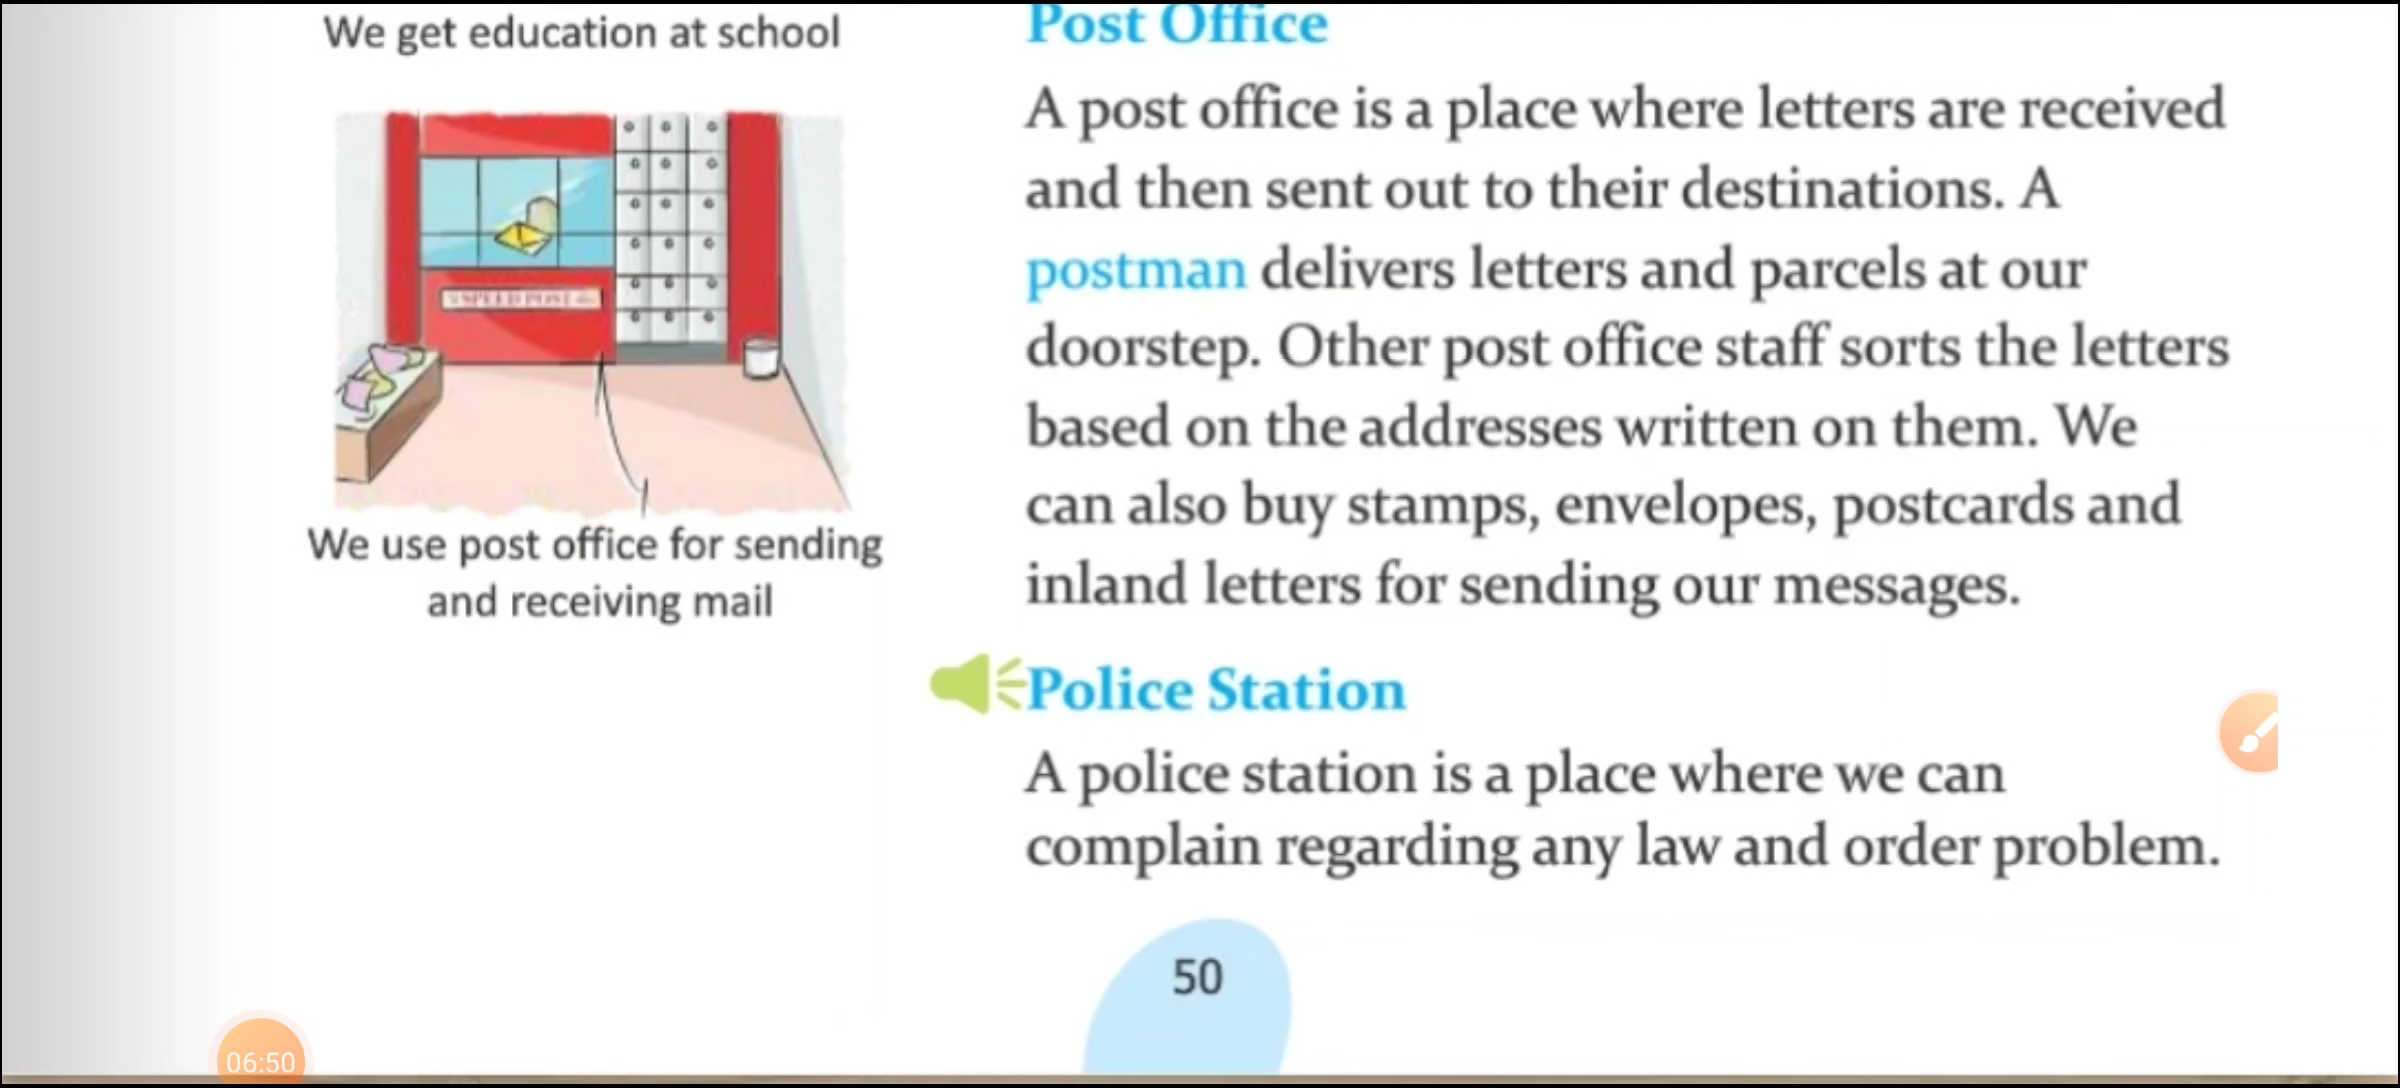 We get education at school
SPEED POST
We use post office for sending
and receiving mail
Post Office
A post office is a place where letters are received
and then sent out to their destinations. A
postman delivers letters and parcels at our
doorstep. Other post office staff sorts the letters
based on the addresses written on them. We
can also buy stamps, envelopes, postcards and
inland letters for sending our messages.
Police Station
A police station is a place where we can
complain regarding any law and order problem.
50
06:50